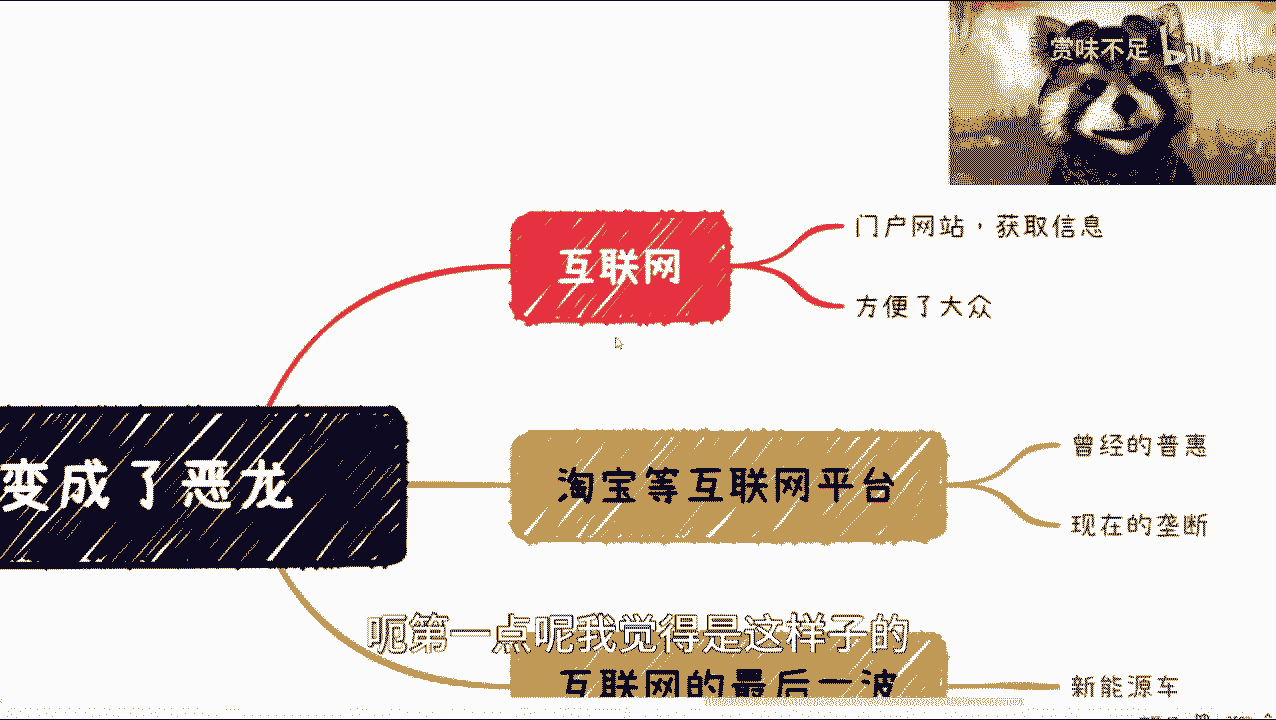 赏味不足 bilibili
互联网
门户网站，获取信息
方便了大众
变成了恶龙
淘宝等互联网平台
曾经的普惠
现在的垄断
呃第一点呢我觉得是这样子的
互联网的最后一波
新能源车